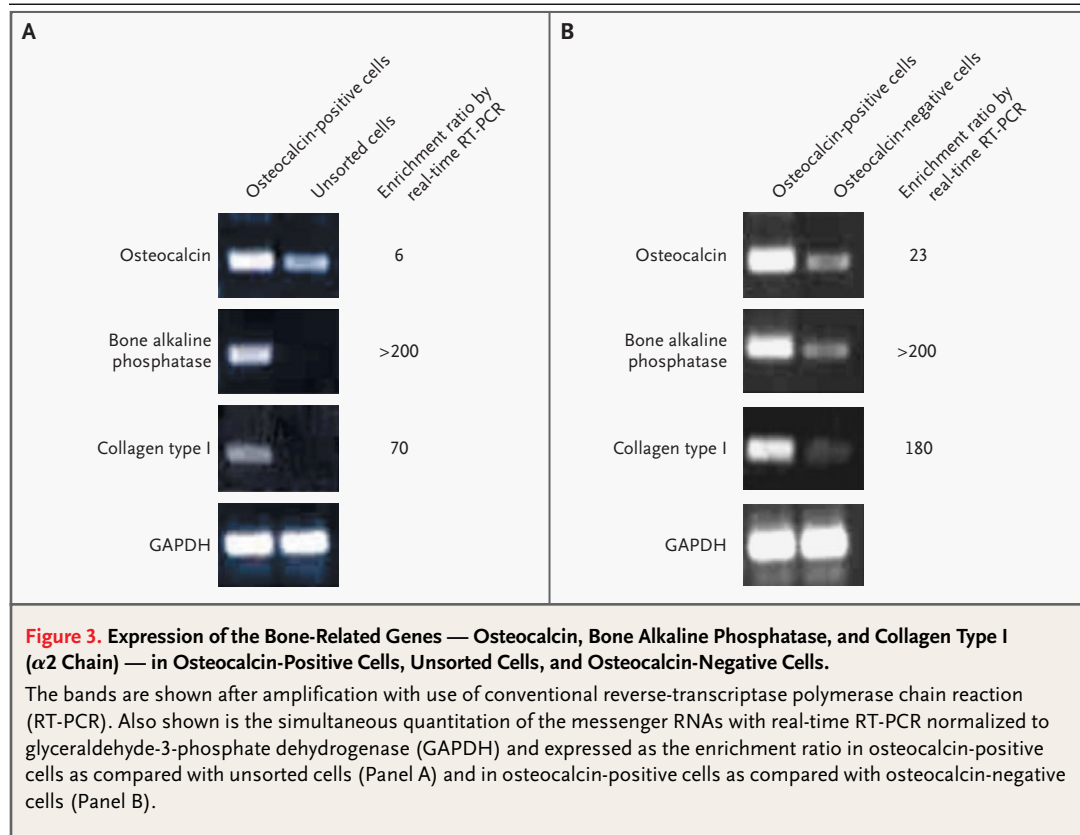 A
Osteocalcin-positive cells
Unsorted cells
Enrichment ratio by
real-time RT-PCR
Osteocalcin
6
Bone alkaline
phosphatase
>200
Collagen type I
70
GAPDH
B
Osteocalcin-positive cells
Osteocalcin-negative cells
Enrichment ratio by
real-time RT-PCR
Osteocalcin
23
Bone alkaline
phosphatase
>200
Collagen type I
180
GAPDH
Figure 3. Expression of the Bone-Related Genes — Osteocalcin, Bone Alkaline Phosphatase, and Collagen Type I
(α2 Chain) — in Osteocalcin-Positive Cells, Unsorted Cells, and Osteocalcin-Negative Cells.
The bands are shown after amplification with use of conventional reverse-transcriptase polymerase chain reaction
(RT-PCR). Also shown is the simultaneous quantitation of the messenger RNAs with real-time RT-PCR normalized to
glyceraldehyde-3-phosphate dehydrogenase (GAPDH) and expressed as the enrichment ratio in osteocalcin-positive
cells as compared with unsorted cells (Panel A) and in osteocalcin-positive cells as compared with osteocalcin-negative
cells (Panel B).